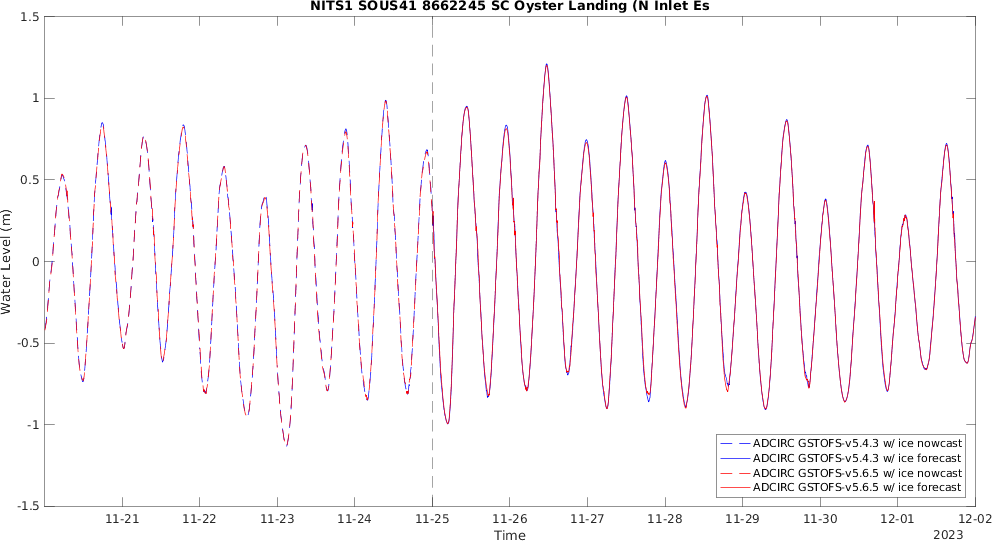 NITS1 SOUS41 8662245 SC Oyster Landing (N Inlet Es
Water Level (m)
1.5
1
0.5
0
-0.5
-1
-1.5
ADCIRC GSTOFS-v5.4.3 w/ ice nowcast
ADCIRC GSTOFS-v5.4.3 w/ ice forecast
ADCIRC GSTOFS-v5.6.5 w/ ice nowcast
ADCIRC GSTOFS-v5.6.5 w/ ice forecast
11-21 11-22 11-23 11-24 11-25 11-26 11-27 11-28 11-29 11-30 12-01 12-02
Time
2023